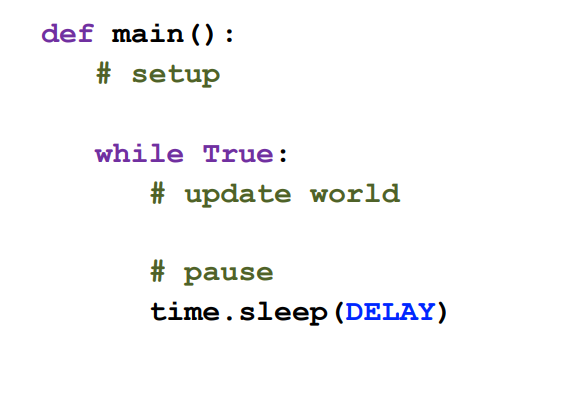 def main():
# setup
while True:
# update world
# pause
time.sleep(DELAY)